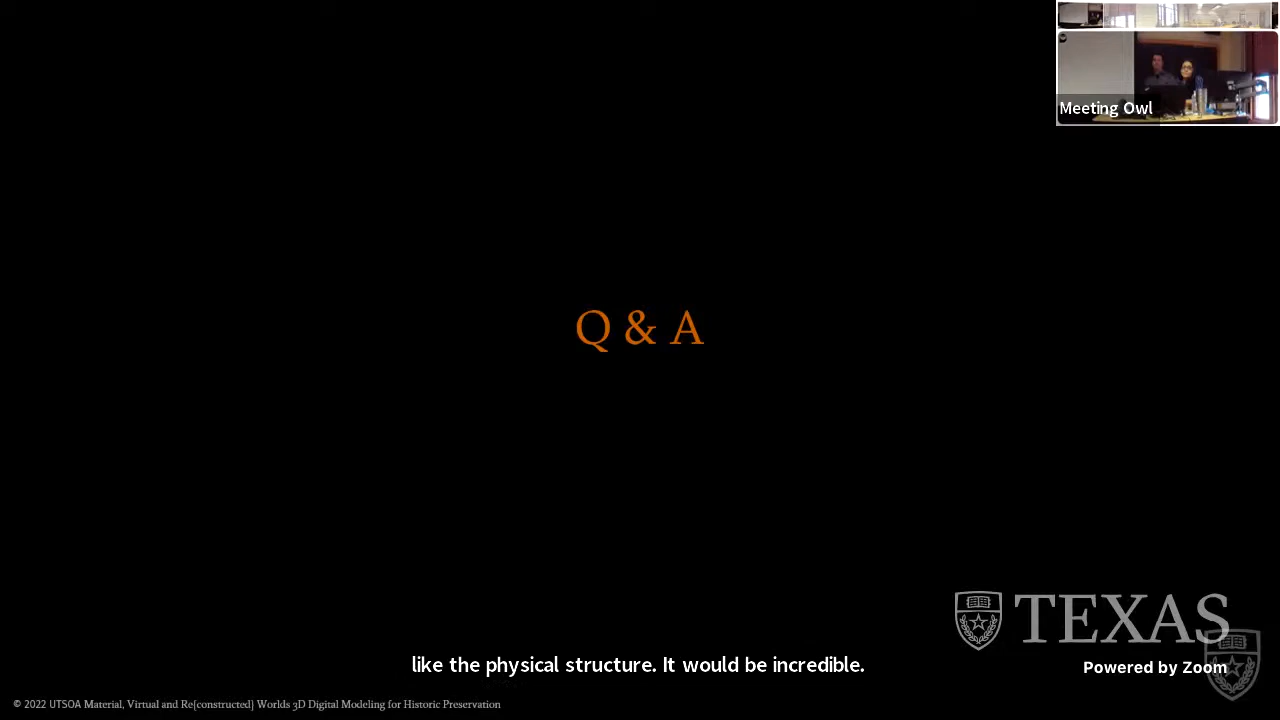 Meeting Owl
Q & A
TEXAS
like the physical structure. It would be incredible.
Powered by Zoom
© 2022 UTSOA Material, Virtual and Re{constructed} Worlds 3D Digital Modeling for Historic Preservation